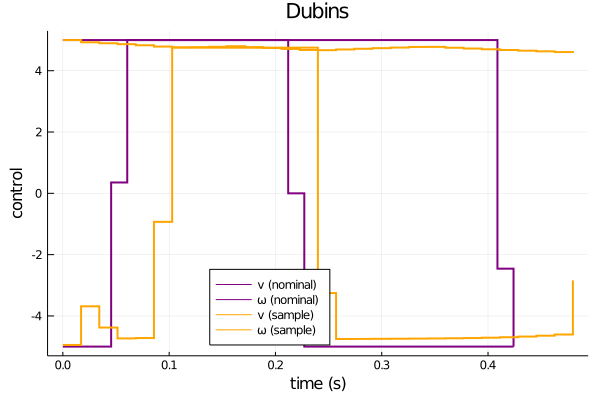 Dubins
control
4
2
0
-2
-4
v (nominal)
ω (nominal)
v (sample)
ω (sample)
0.0 0.1 0.2 0.3 0.4
time (s)